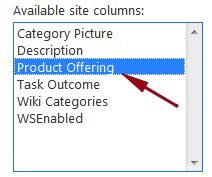 Available site columns:
Category Picture
Description
Product Offering
Task Outcome
Wiki Categories
WSEnabled